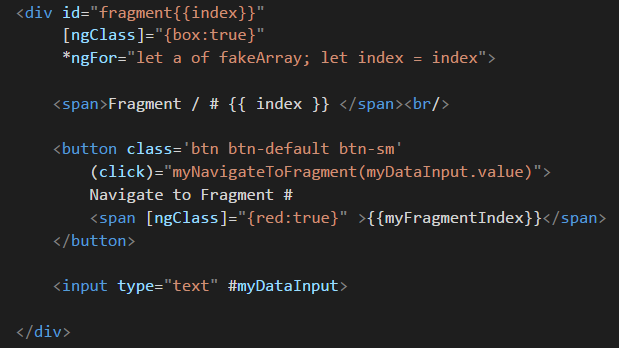 <div id="fragment{{index}}"
[ngClass]="{box:true}"
*ngFor="let a of fakeArray; let index = index">
<span>Fragment / # {{ index }} </span><br/>
<button class='btn btn-default btn-sm'
(click)="myNavigateToFragment(myDataInput.value)">
Navigate to Fragment #
<span [ngClass]="{red:true}" >{{myFragmentIndex}}</span>
</button>
<input type="text" #myDataInput>
</div>